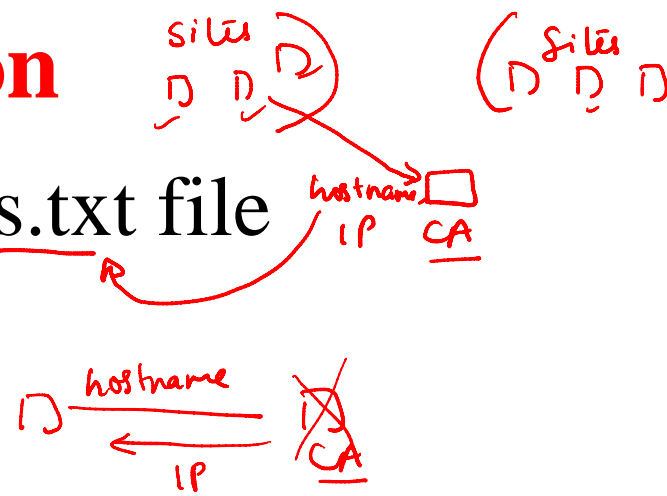 sites
sites
on
D D D
D D D
s.txt file
hostname
IP CA
hostname
D D
CA
IP